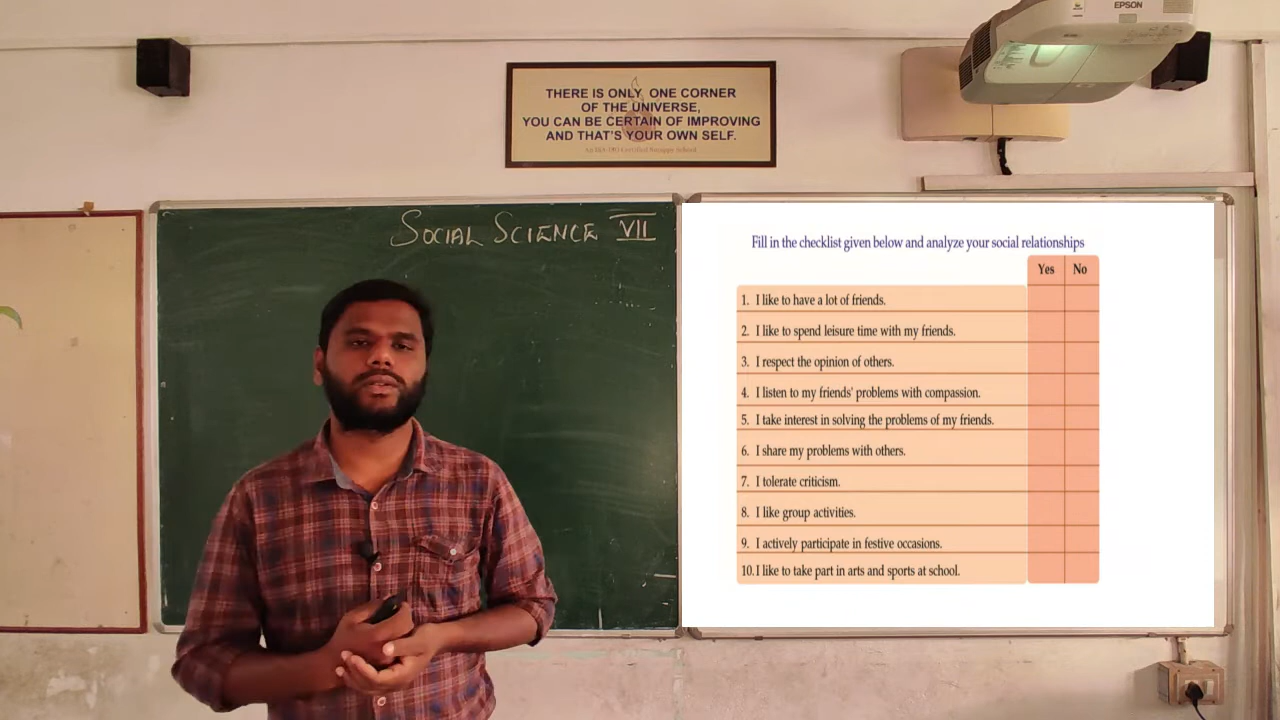 EPSON
THERE IS ONLY ONE CORNER
OF THE UNIVERSE,
YOU CAN BE CERTAIN OF IMPROVING
AND THAT'S YOUR OWN SELF.
SOCIAL SCIENCE VII
Fill in the checklist given below and analyze your social relationships
Yes No
1. I like to have a lot of friends.
2. I like to spend leisure time with my friends.
3. I respect the opinion of others.
4. I listen to my friends' problems with compassion.
5. I take interest in solving the problems of my friends.
6. I share my problems with others.
7. I tolerate criticism.
8. I like group activities.
9. I actively participate in festive occasions.
10. I like to take part in arts and sports at school.